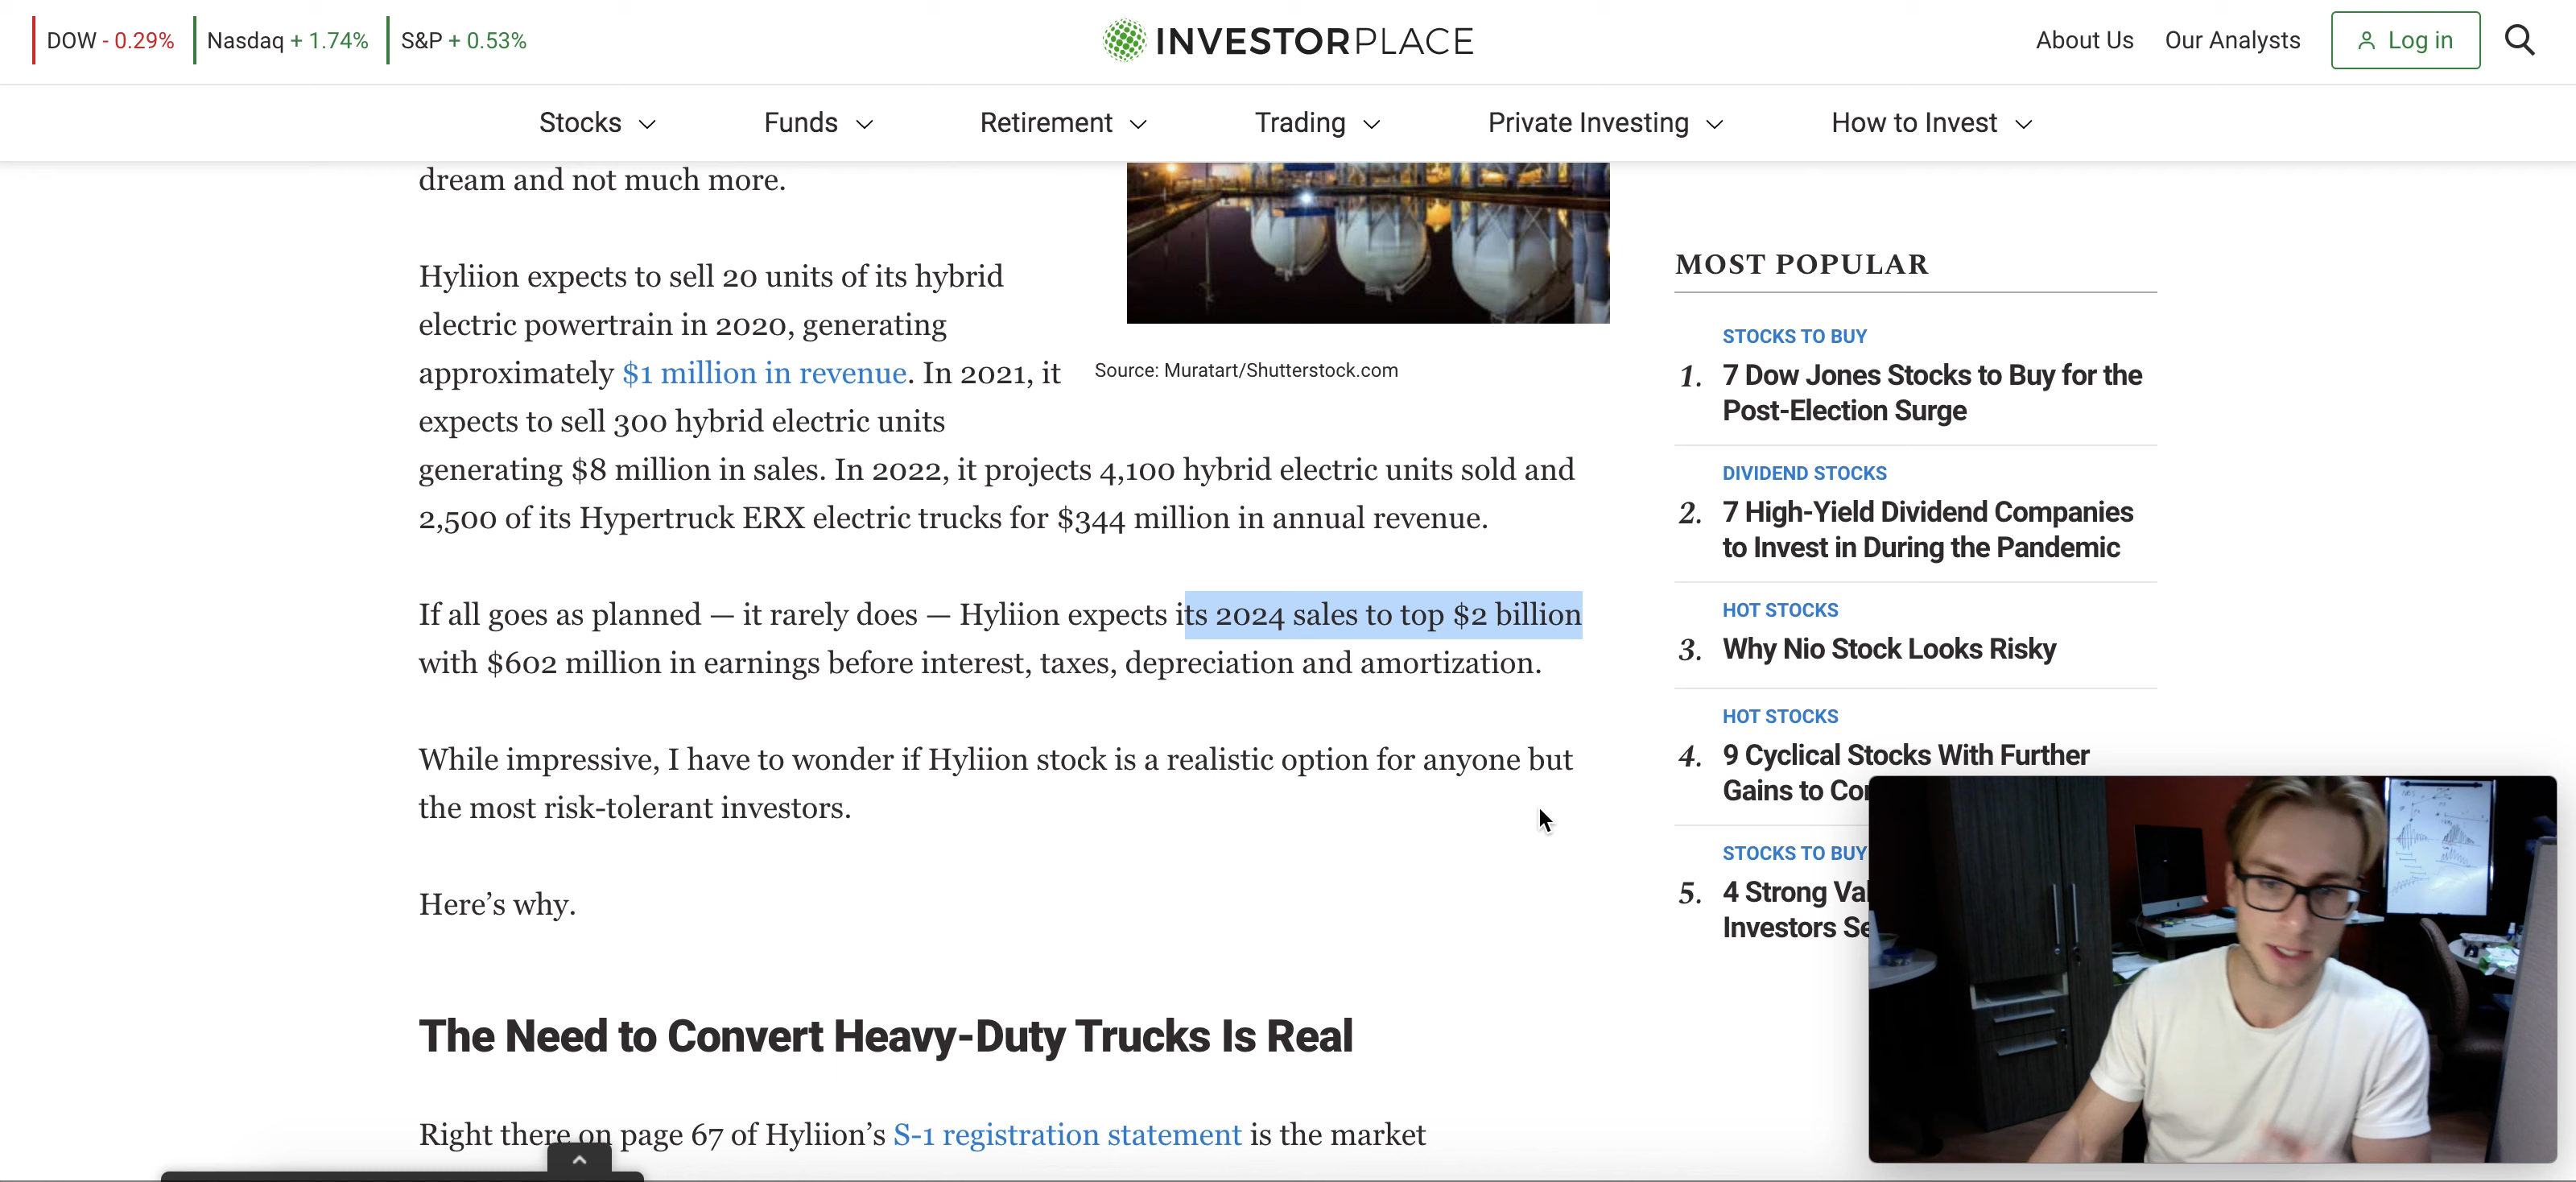 DOW - 0.29% Nasdaq + 1.74% S&P + 0.53%
INVESTORPLACE
About Us Our Analysts Log in
Stocks Funds Retirement Trading Private Investing How to Invest
dream and not much more.
Hyliion expects to sell 20 units of its hybrid
electric powertrain in 2020, generating
approximately $1 million in revenue. In 2021, it
expects to sell 300 hybrid electric units
generating $8 million in sales. In 2022, it projects 4,100 hybrid electric units sold and
2,500 of its Hypertruck ERX electric trucks for $344 million in annual revenue.
Source: Muratart/Shutterstock.com
If all goes as planned — it rarely does — Hyliion expects its 2024 sales to top $2 billion
with $602 million in earnings before interest, taxes, depreciation and amortization.
While impressive, I have to wonder if Hyliion stock is a realistic option for anyone but
the most risk-tolerant investors.
Here's why.
The Need to Convert Heavy-Duty Trucks Is Real
Right there on page 67 of Hyliion's S-1 registration statement is the market
MOST POPULAR
STOCKS TO BUY
1. 7 Dow Jones Stocks to Buy for the
Post-Election Surge
DIVIDEND STOCKS
2. 7 High-Yield Dividend Companies
to Invest in During the Pandemic
HOT STOCKS
3. Why Nio Stock Looks Risky
HOT STOCKS
4. 9 Cyclical Stocks With Further
Gains to
STOCKS TO BUY
5. 4 Strong
Investors